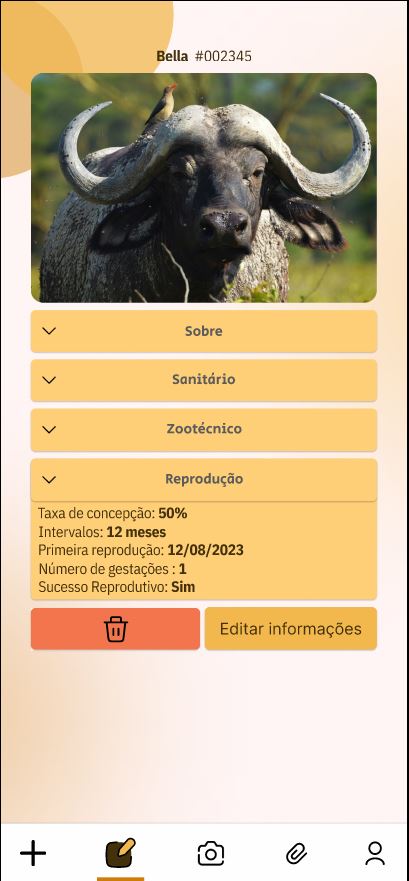 Bella #002345
Sobre
Sanitário
Zootécnico
Reprodução
Taxa de concepção: 50%
Intervalos: 12 meses
Primeira reprodução: 12/08/2023
Número de gestações : 1
Sucesso Reprodutivo: Sim
Editar informações